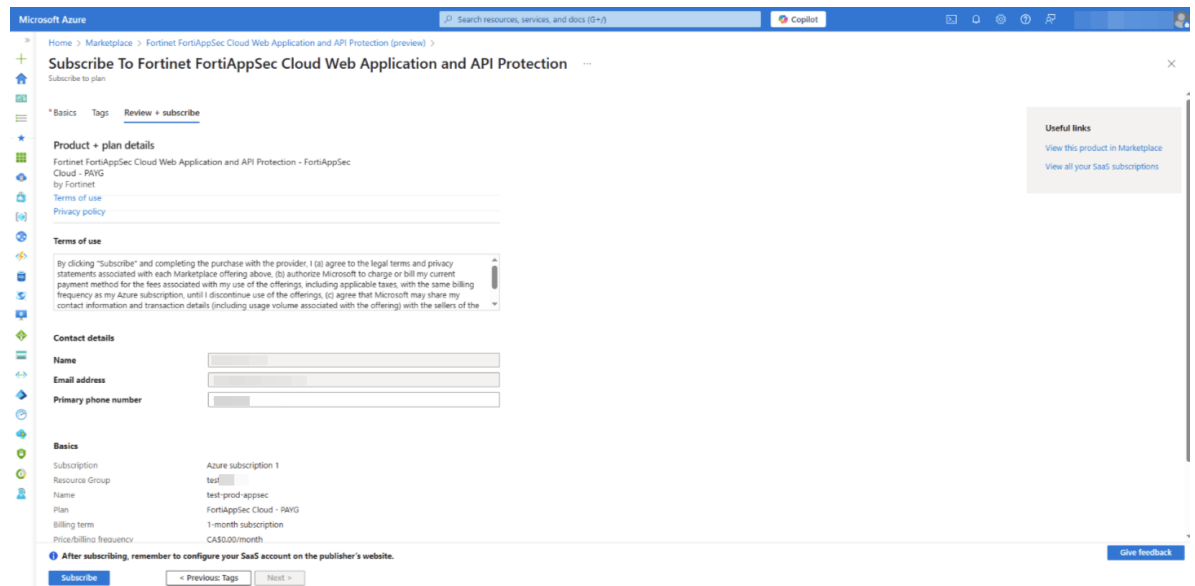 Microsoft Azure
Search resources, services, and docs (G+/)
Copilot
Home > Marketplace > Fortinet FortiAppSec Cloud Web Application and API Protection (preview) >
Subscribe To Fortinet FortiAppSec Cloud Web Application and API Protection ...
Subscribe to plan
* Basics Tags Review + subscribe
Useful links
View this product in Marketplace
View all your SaaS subscriptions
Product + plan details
Fortinet FortiAppSec Cloud Web Application and API Protection - FortiAppSec
Cloud - PAYG
by Fortinet
Terms of use
Privacy policy
Terms of use
By clicking "Subscribe" and completing the purchase with the provider, I (a) agree to the legal terms and privacy
statements associated with each Marketplace offering above, (b) authorize Microsoft to charge or bill my current
payment method for the fees associated with my use of the offerings, including applicable taxes, with the same billing
frequency as my Azure subscription, until I discontinue use of the offerings, (c) agree that Microsoft may share my
contact information and transaction details (including usage volume associated with the offering) with the sellers of the
Contact details
Name
Email address
Primary phone number
Basics
Subscription Azure subscription 1
Resource Group test
Name test-prod-appsec
Plan FortiAppSec Cloud - PAYG
Billing term 1-month subscription
Price/billing frequency CA$0.00/month
After subscribing, remember to configure your SaaS account on the publisher's website.
Give feedback
Subscribe < Previous: Tags Next >